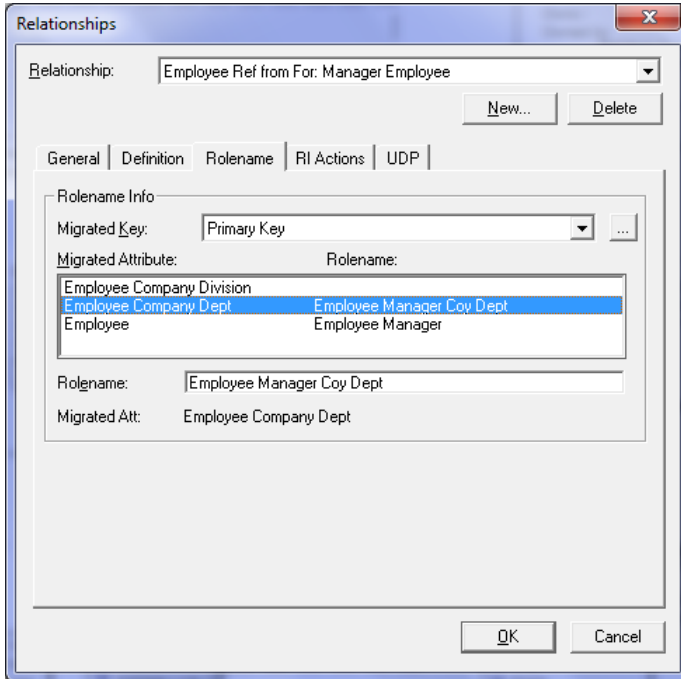 Relationships
Relationship: Employee Ref from For: Manager Employee
New... Delete
General Definition Rolename RI Actions UDP
Rolename Info
Migrated Key: Primary Key ...
Migrated Attribute: Rolename:
Employee Company Division
Employee Company Dept Employee Manager Coy Dept
Employee Employee Manager
Rolename: Employee Manager Coy Dept
Migrated Att: Employee Company Dept
OK Cancel